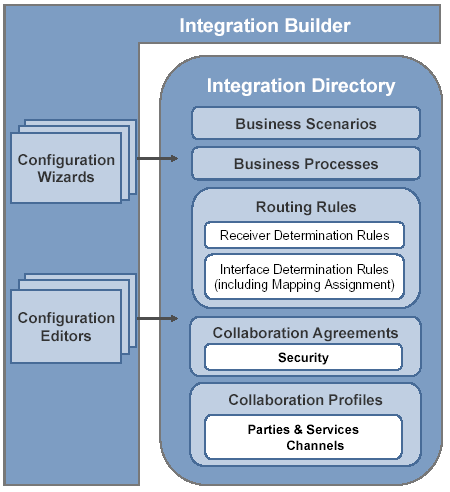 Integration Builder
Integration Directory
Business Scenarios
Business Processes
Configuration
Wizards
Routing Rules
Receiver Determination Rules
Interface Determination Rules
(including Mapping Assignment)
Configuration
Editors
Collaboration Agreements
Security
Collaboration Profiles
Parties & Services
Channels